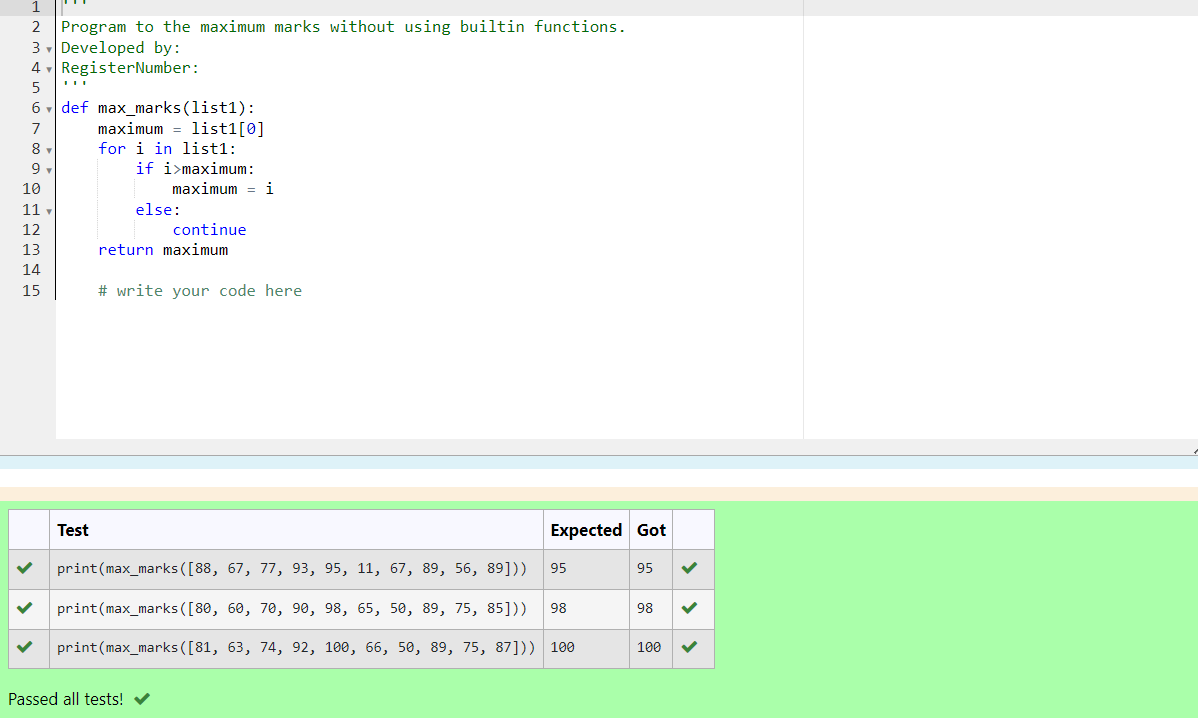 1 '''
2 Program to the maximum marks without using builtin functions.
3 Developed by:
4 RegisterNumber:
5 '''
6 def max_marks(list1):
7 maximum = list1[0]
8 for i in list1:
9 if i>maximum:
10 maximum = i
11 else:
12 continue
13 return maximum
14
15 # write your code here
Test Expected Got
print(max_marks([88, 67, 77, 93, 95, 11, 67, 89, 56, 89])) 95 95
print(max_marks([80, 60, 70, 90, 98, 65, 50, 89, 75, 85])) 98 98
print(max_marks([81, 63, 74, 92, 100, 66, 50, 89, 75, 87])) 100 100
Passed all tests!